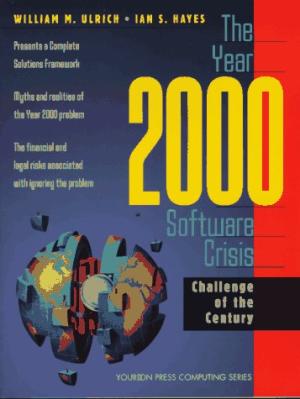 WILLIAM M. ULRICH • IAN S. HAYES
The
Year
2000
Software
Crisis
Challenge
of the
Century
Presents a Complete
Solutions Framework
Myths and realities of
the Year 2000 problem
The financial and
legal risks associated
with ignoring the problem
YOURDON PRESS COMPUTING SERIES